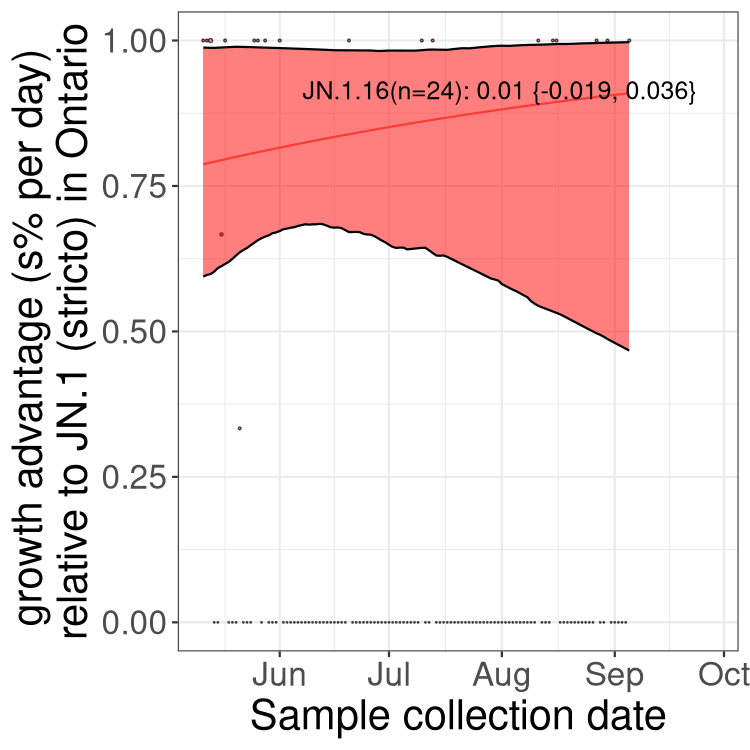 growth advantage (s% per day)
relative to JN.1 (stricto) in Ontario
1.00
0.75
0.50
0.25
0.00
JN.1.16(n=24): 0.01 {-0.019, 0.036}
Jun Jul Aug Sep Oct
Sample collection date